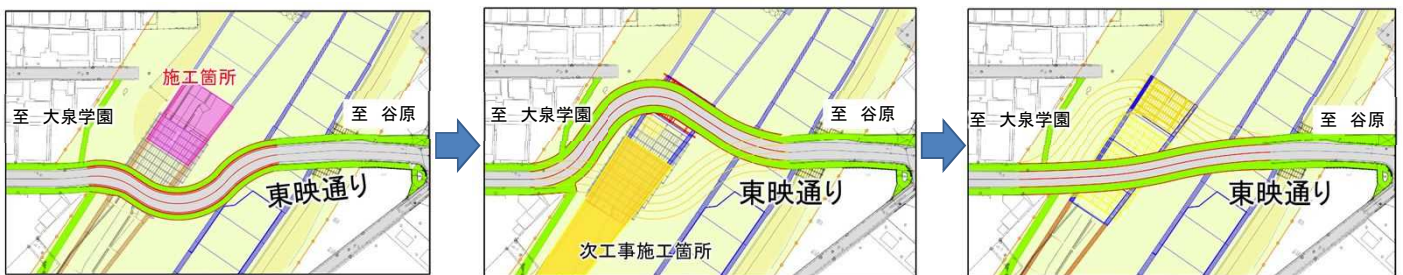 施工箇所
至 大泉学園
至 谷原
東映通り
至 大泉学園
至 谷原
東映通り
次工事施工箇所
至 大泉学園
至 谷原
東映通り